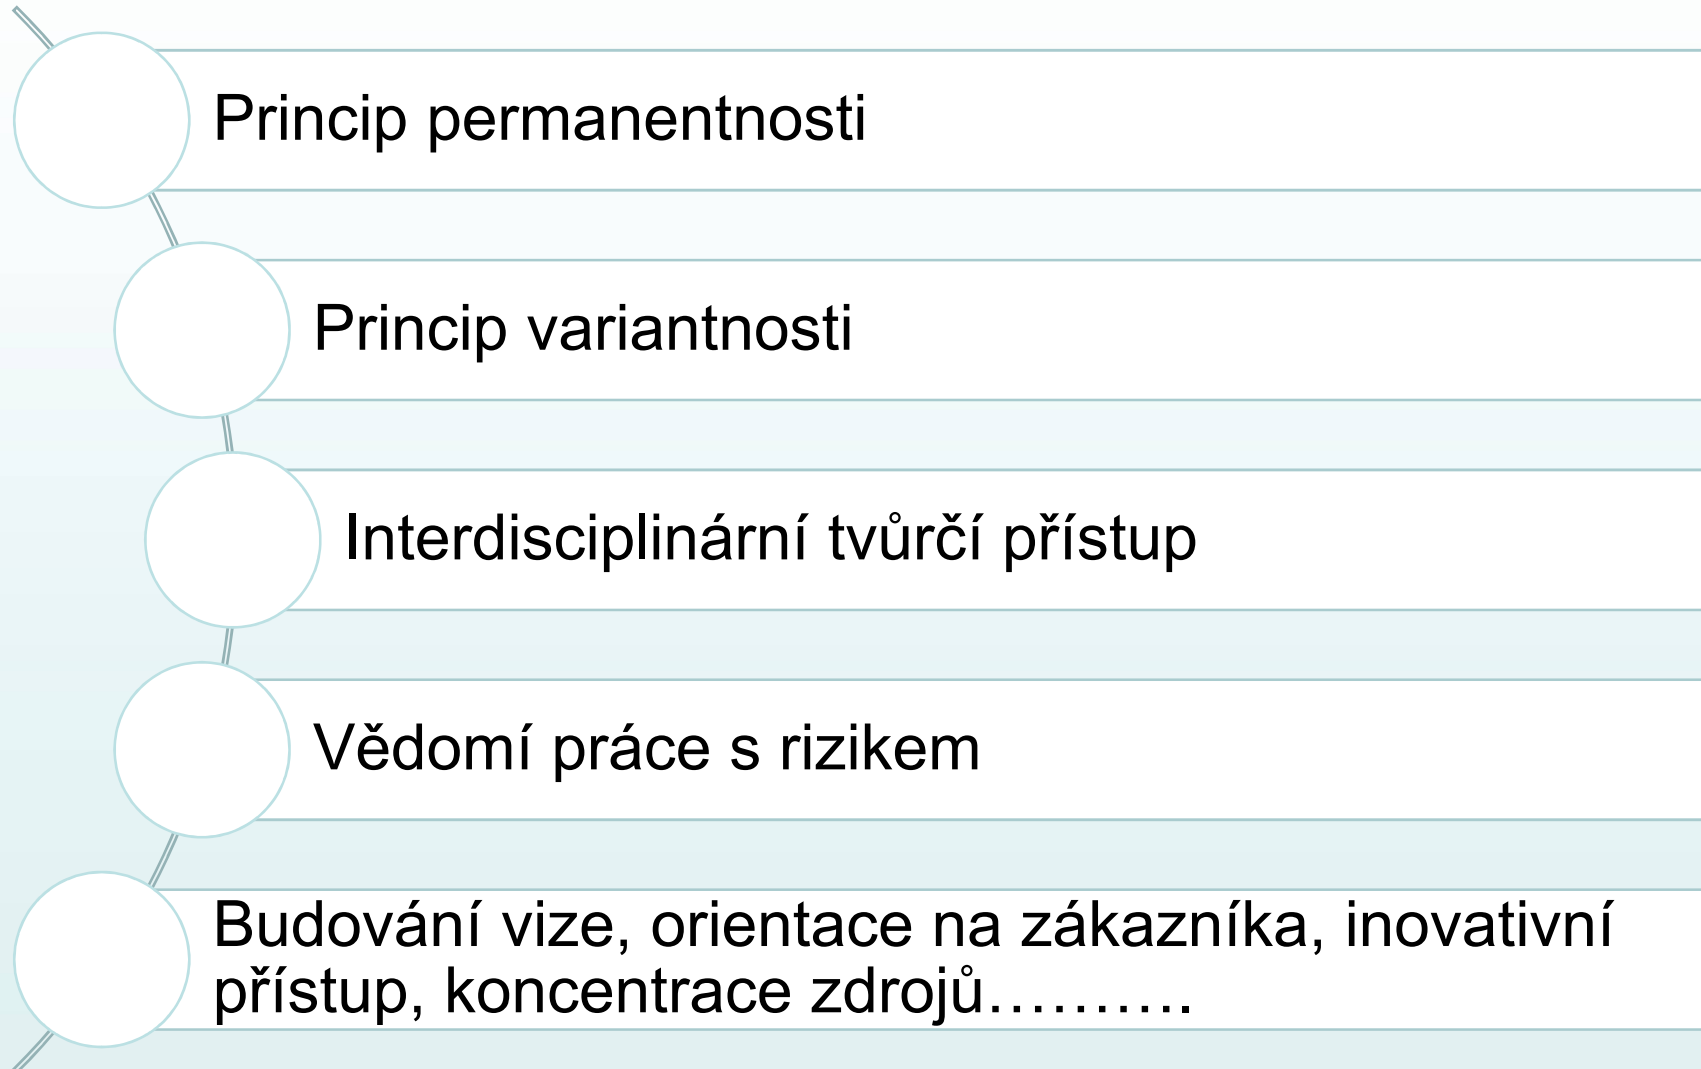 Princip permanentnosti
Princip variantnosti
Interdisciplinární tvůrčí přístup
Vědomí práce s rizikem
Budování vize, orientace na zákazníka, inovativní
přístup, koncentrace zdrojů……….